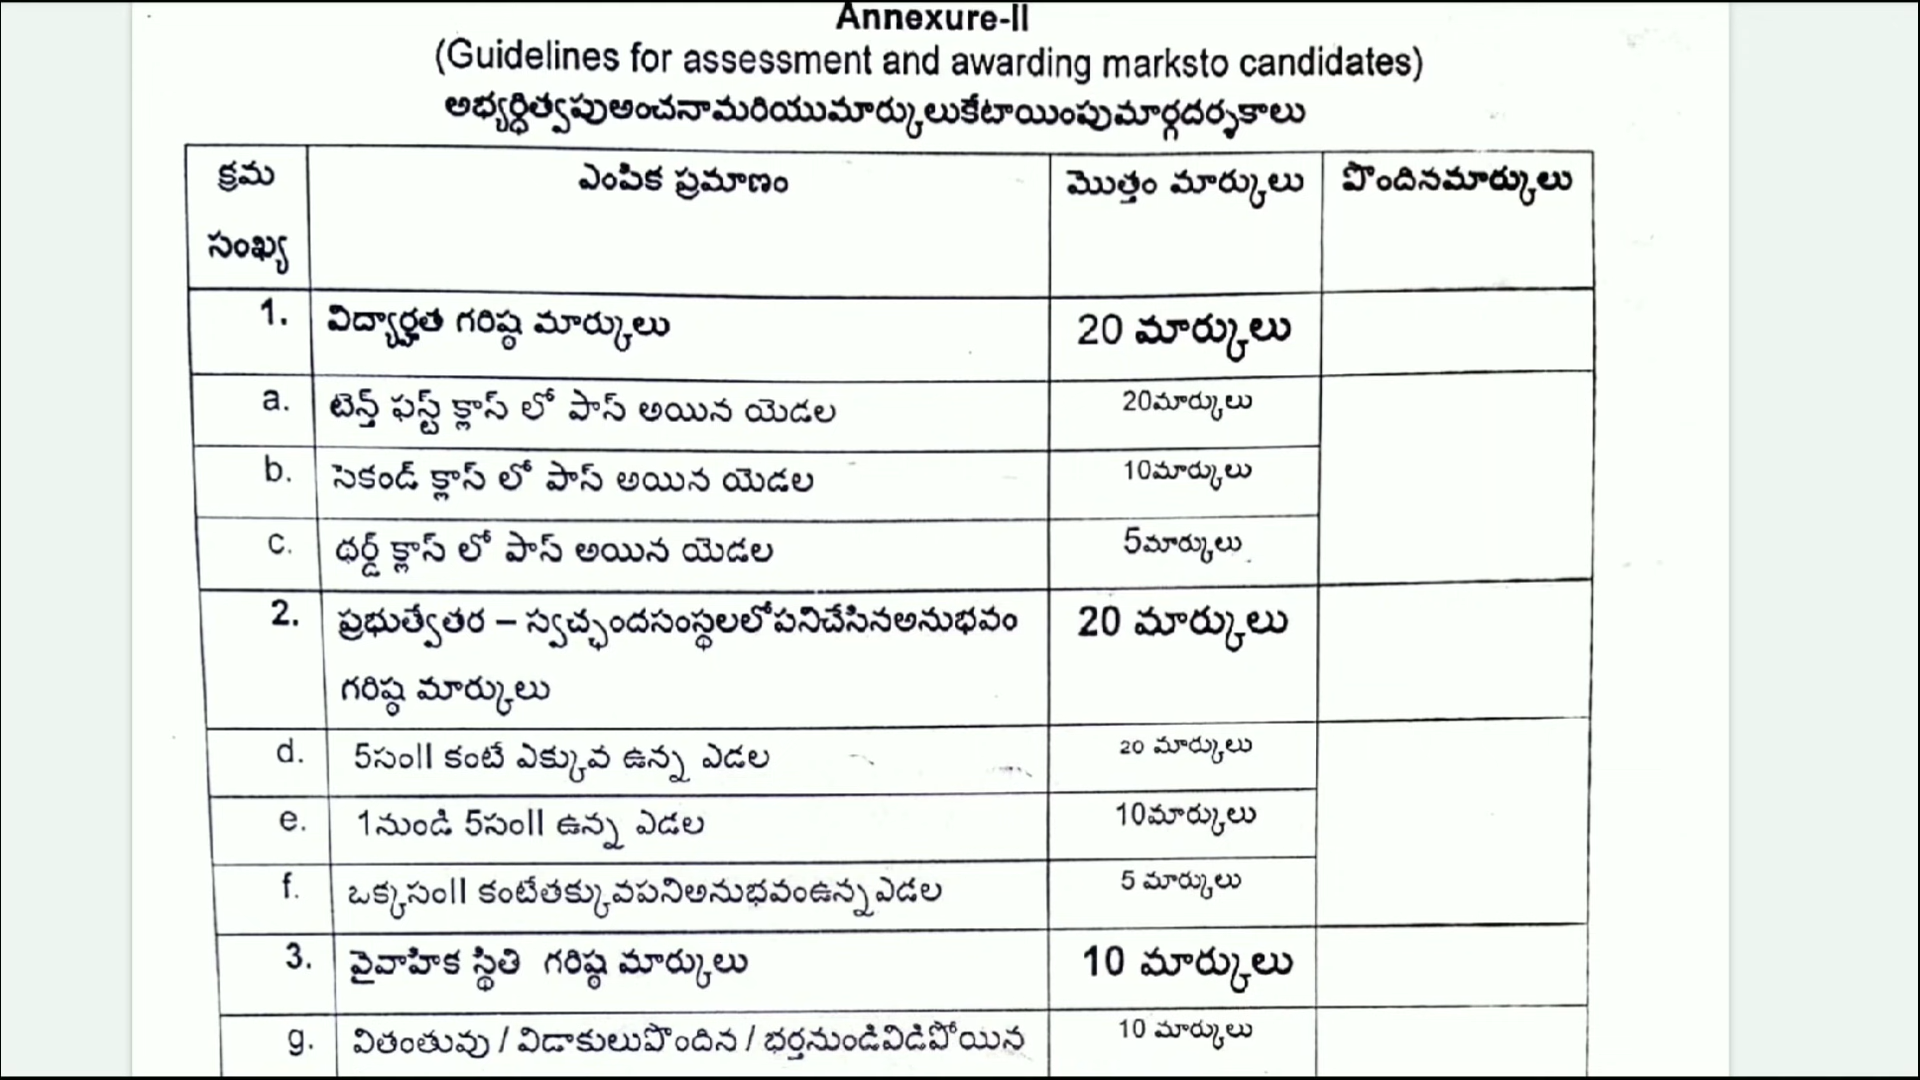 Annexure-II
(Guidelines for assessment and awarding marksto candidates)
అభ్యర్ధిత్వపుఅంచనామరియుమార్కులుకేటాయింపుమార్గదర్శకాలు
క్రమ సంఖ్య ఎంపిక ప్రమాణం మొత్తం మార్కులు పొందినమార్కులు
1. విద్యార్హత గరిష్ఠ మార్కులు 20 మార్కులు
a. టెన్త్ ఫస్ట్ క్లాస్ లో పాస్ అయిన యెడల 20మార్కులు
b. సెకండ్ క్లాస్ లో పాస్ అయిన యెడల 10మార్కులు
c. థర్డ్ క్లాస్ లో పాస్ అయిన యెడల 5మార్కులు
2. ప్రభుత్వేతర – స్వచ్ఛందసంస్థలలోపనిచేసినఅనుభవం 20 మార్కులు
గరిష్ఠ మార్కులు
d. 5సంll కంటే ఎక్కువ ఉన్న ఎడల 20 మార్కులు
e. 1నుండి 5సంll ఉన్న ఎడల 10మార్కులు
f. ఒక్కసంll కంటేతక్కువపనిఅనుభవంఉన్నఎడల 5 మార్కులు
3. వైవాహిక స్థితి గరిష్ఠ మార్కులు 10 మార్కులు
g. వితంతువు / విడాకులుపొందిన / భర్తనుండివిడిపోయిన 10 మార్కులు